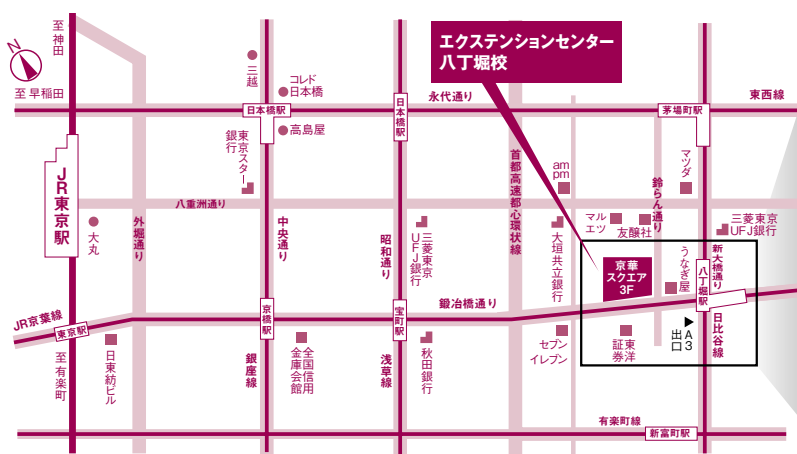 至神田
N
至 早稲田
JR東京駅
大丸
JR京葉線
東京駅
至有楽町
日東紡ビル
外堀通り
八重洲通り
三越
コレド
日本橋
日本橋駅
高島屋
東京スター
銀行
中央通り
京橋駅
銀座線
全国信用
金庫会館
日本橋駅
昭和通り
三菱東京
UFJ銀行
宝町駅
浅草線
秋田銀行
永代通り
鍛冶橋通り
エクステンションセンター
八丁堀校
首都高速都心環状線
am
pm
大垣共立銀行
セブン
イレブン
マル
エツ
友醸社
鈴らん通り
京華
スクエア
3F
うなぎ屋
東洋
証券
A3
出口
マツダ
茅場町駅
東西線
三菱東京
UFJ銀行
新大橋通り
八丁堀駅
日比谷線
有楽町線
新富町駅